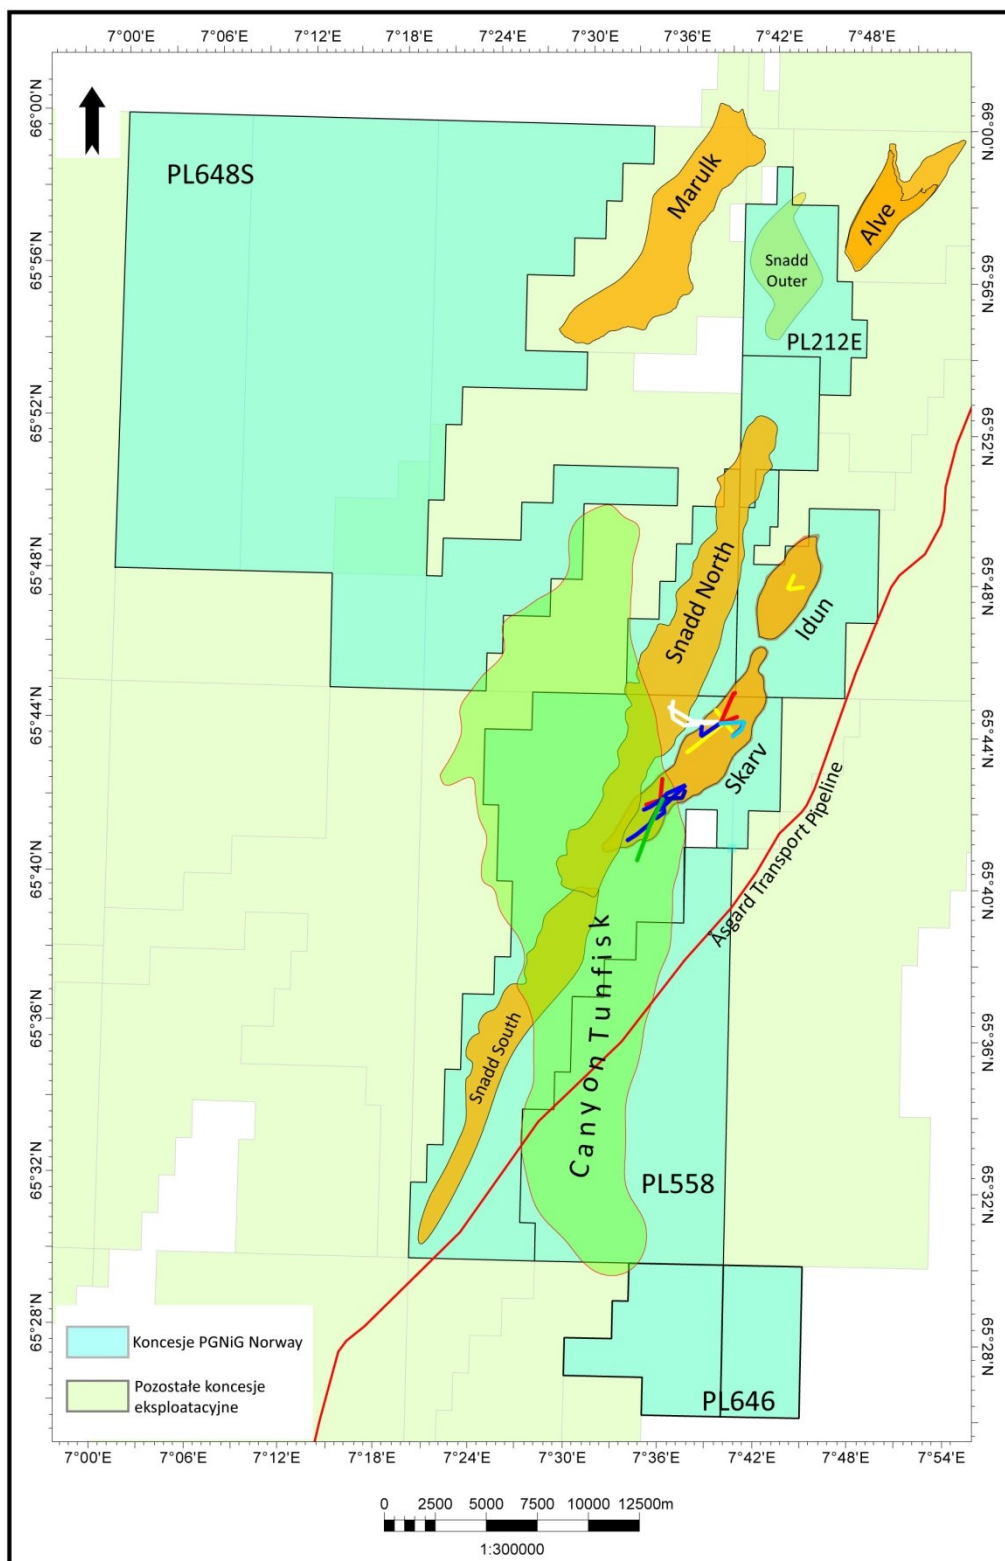 7°00'E 7°06'E 7°12'E 7°18'E 7°24'E 7°30'E 7°36'E 7°42'E 7°48'E
66°00'N
66°00'N
PL648S
Marulk
Alve
65°56'N
Snadd
Outer
65°56'N
PL212E
65°52'N
65°52'N
65°48'N
Snadd North
65°48'N
Idun
65°44'N
65°44'N
Skarv
Åsgard Transport Pipeline
65°40'N
65°40'N
Canyon Tunfisk
65°36'N
65°36'N
Snadd South
65°32'N
PL558
65°32'N
65°28'N
65°28'N
Koncesje PGNiG Norway
Pozostałe koncesje
eksploatacyjne
PL646
7°00'E 7°06'E 7°12'E 7°18'E 7°24'E 7°30'E 7°36'E 7°42'E 7°48'E 7°54'E
0 2500 5000 7500 10000 12500m
1:300000